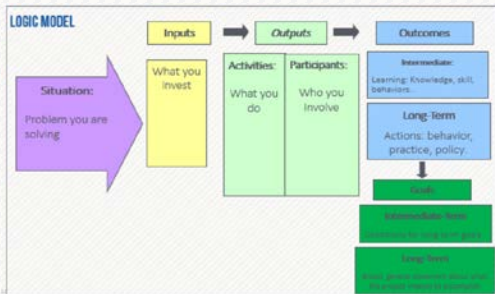 LOGIC MODEL
Inputs
Outputs
Outcomes
Situation:
Problem you are
solving
What you
invest
Activities:
What you
do
Participants:
Who you
involve
Intermediate:
Learning: Knowledge, skill,
behaviors..
Long-Term
Actions: behavior,
practice, policy.
Goals
Intermediate-Term
Long-Term